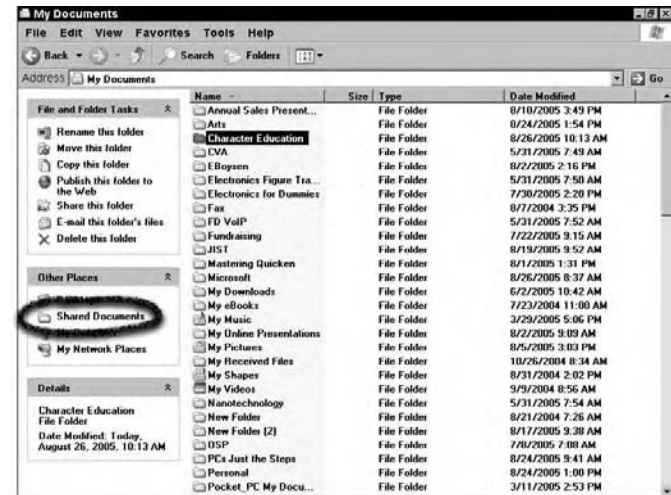 My Documents
File Edit View Favorites Tools Help
Back Search Folders
Address My Documents Go
File and Folder Tasks
Rename this folder
Move this folder
Copy this folder
Publish this folder to
the Web
Share this folder
E-mail this folder's files
Delete this folder
Other Places
Shared Documents
My Network Places
Details
Character Education
File Folder
Date Modified: Today,
August 26, 2005, 10:13 AM
Name Size Type Date Modified
Annual Sales Present... File Folder 8/10/2005 3:49 PM
Arts File Folder 8/24/2005 1:54 PM
Character Education File Folder 8/26/2005 10:13 AM
CVA File Folder 5/31/2005 7:49 AM
EBoysen File Folder 8/2/2005 2:16 PM
Electronics Figure Tra... File Folder 5/31/2005 7:50 AM
Electronics for Dummies File Folder 7/30/2005 2:20 PM
Fax File Folder 8/7/2004 3:35 PM
FD VoIP File Folder 5/31/2005 7:52 AM
Fundraising File Folder 7/22/2005 9:15 AM
JIST File Folder 8/19/2005 9:52 AM
Mastering Quicken File Folder 8/1/2005 1:31 PM
Microsoft File Folder 8/26/2005 8:37 AM
My Downloads File Folder 6/2/2005 10:42 AM
My eBooks File Folder 7/23/2004 11:00 AM
My Music File Folder 3/29/2005 5:06 PM
My Online Presentations File Folder 8/2/2005 9:09 AM
My Pictures File Folder 8/5/2005 3:03 PM
My Received Files File Folder 10/26/2004 8:34 AM
My Shapes File Folder 8/31/2004 2:02 PM
My Videos File Folder 9/9/2004 8:56 AM
Nanotechnology File Folder 5/31/2005 7:54 AM
New Folder File Folder 8/21/2004 7:26 AM
New Folder (2) File Folder 8/17/2005 9:38 AM
OSP File Folder 7/8/2005 7:08 AM
PCs Just the Steps File Folder 8/24/2005 9:41 AM
Personal File Folder 8/24/2005 1:00 PM
Pocket_PC My Docu... File Folder 3/11/2005 2:53 PM